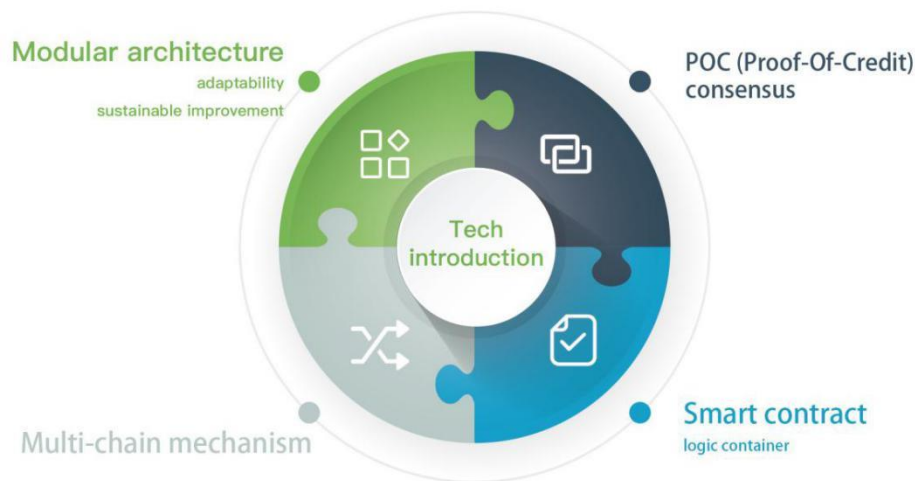 Modular architecture
adaptability
sustainable improvement
POC (Proof-Of-Credit)
consensus
Tech
introduction
Multi-chain mechanism
Smart contract
logic container